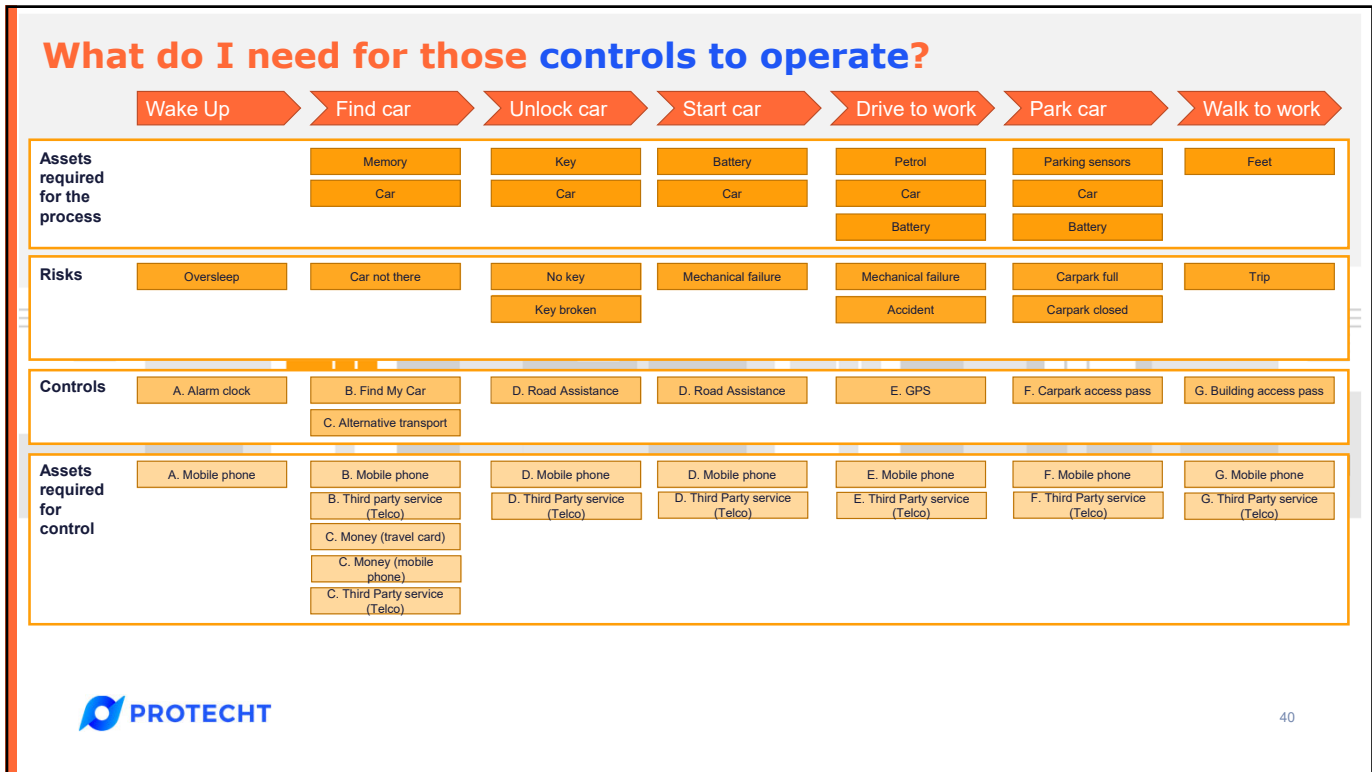 What do I need for those controls to operate?
Wake Up
Find car
Unlock car
Start car
Drive to work
Park car
Walk to work
Assets
required
for the
process
Memory
Key
Battery
Petrol
Parking sensors
Feet
Car
Car
Car
Car
Car
Battery
Battery
Risks
Oversleep
Car not there
No key
Mechanical failure
Mechanical failure
Carpark full
Trip
Key broken
Accident
Carpark closed
Controls
A. Alarm clock
B. Find My Car
D. Road Assistance
D. Road Assistance
E. GPS
F. Carpark access pass
G. Building access pass
C. Alternative transport
Assets
required
for
control
A. Mobile phone
B. Mobile phone
D. Mobile phone
D. Mobile phone
E. Mobile phone
F. Mobile phone
G. Mobile phone
B. Third party service
(Telco)
D. Third Party service
(Telco)
D. Third Party service
(Telco)
E. Third Party service
(Telco)
F. Third Party service
(Telco)
G. Third Party service
(Telco)
C. Money (travel card)
C. Money (mobile
phone)
C. Third Party service
(Telco)
PROTECHT
40